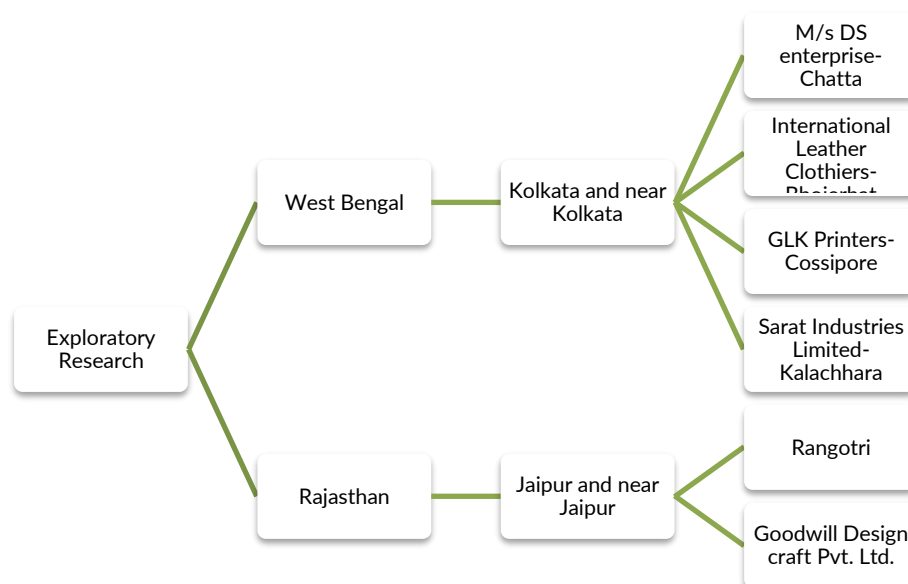 Exploratory
Research
West Bengal
Kolkata and near
Kolkata
M/s DS
enterprise-
Chatta
International
Leather
Clothiers-
GLK Printers-
Cossipore
Sarat Industries
Limited-
Kalachhara
Rajasthan
Jaipur and near
Jaipur
Rangotri
Goodwill Design
craft Pvt. Ltd.